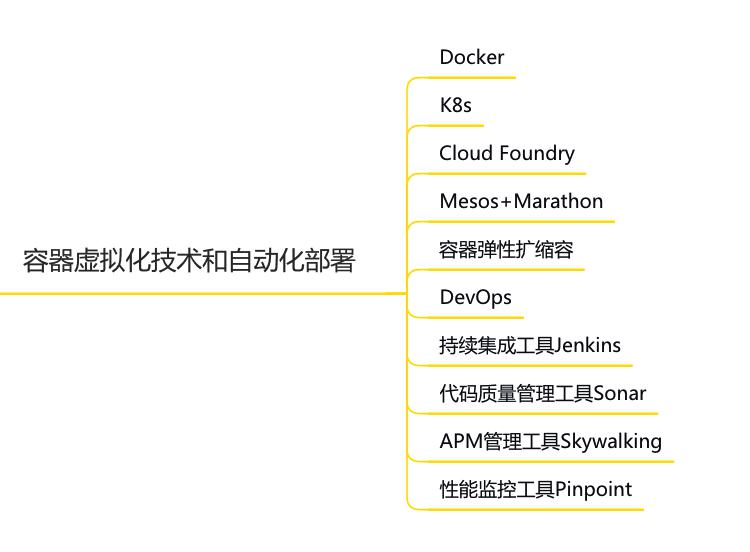 Docker
K8s
Cloud Foundry
Mesos+Marathon
容器虚拟化技术和自动化部署
容器弹性扩缩容
DevOps
持续集成工具Jenkins
代码质量管理工具Sonar
APM管理工具Skywalking
性能监控工具Pinpoint